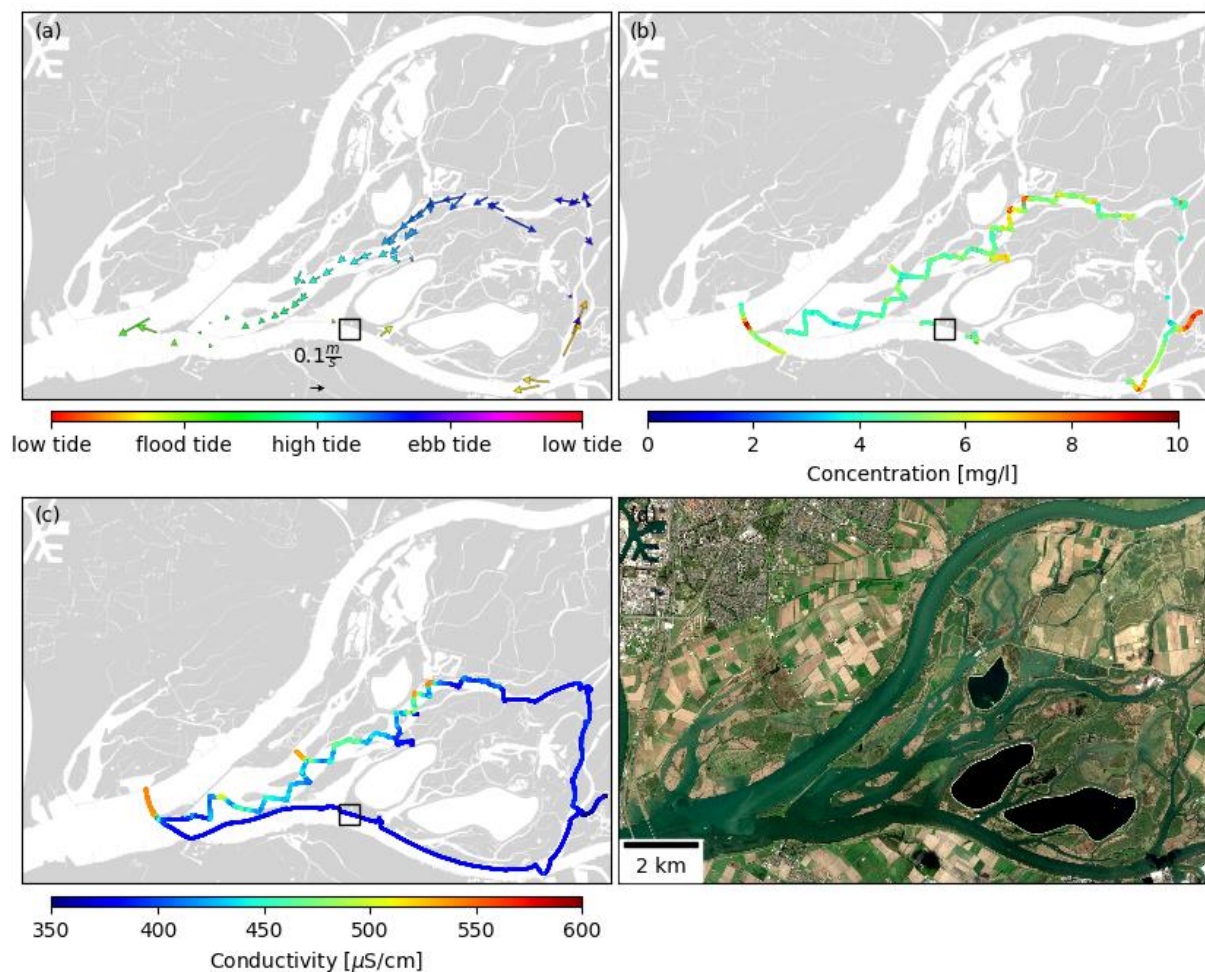 (a)
(b)
0.1 m/s
low tide flood tide high tide ebb tide low tide
0 2 4 6 8 10
Concentration [mg/l]
(c)
(d)
2 km
350 400 450 500 550 600
Conductivity [μS/cm]